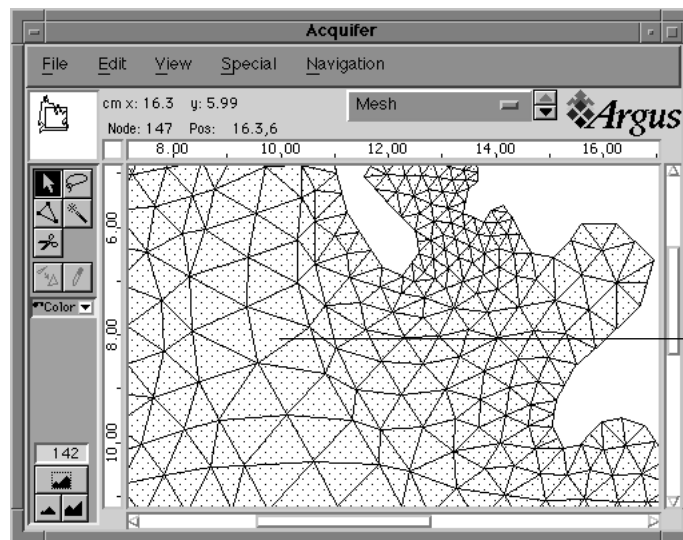 Acquifer
File Edit View Special Navigation
cm x: 16.3 y: 5.99
Node: 147 Pos: 16.3,6
Mesh
Argus
8,00 10,00 12,00 14,00 16,00
6,00
8,00
10,00
Color
142